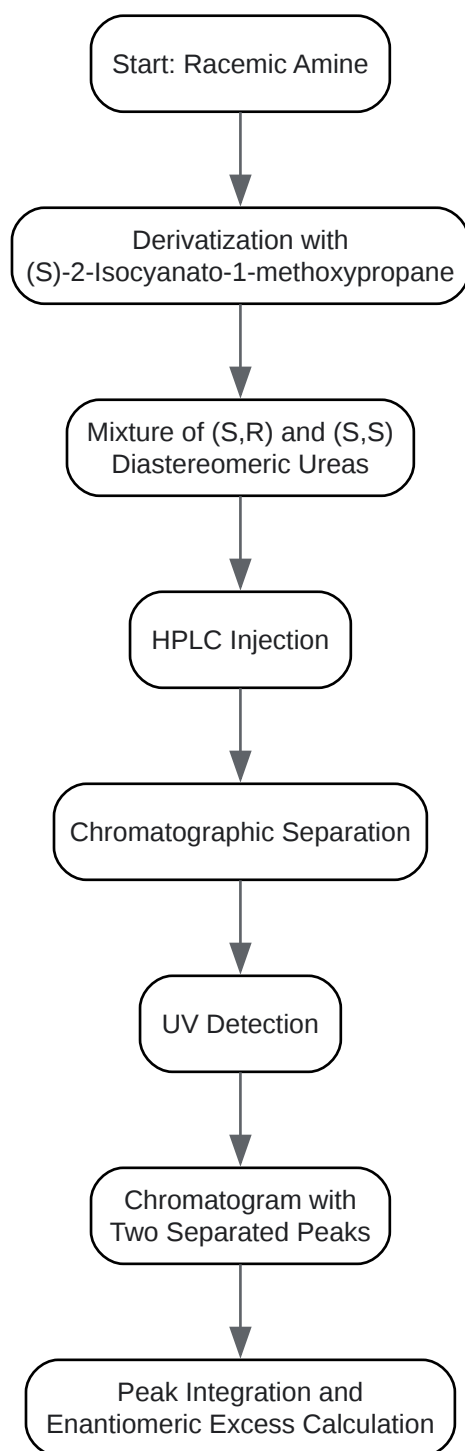 Start: Racemic Amine
Derivatization with
(S)-2-Isocyanato-1-methoxypropane
Mixture of (S,R) and (S,S)
Diastereomeric Ureas
HPLC Injection
Chromatographic Separation
UV Detection
Chromatogram with
Two Separated Peaks
Peak Integration and
Enantiomeric Excess Calculation